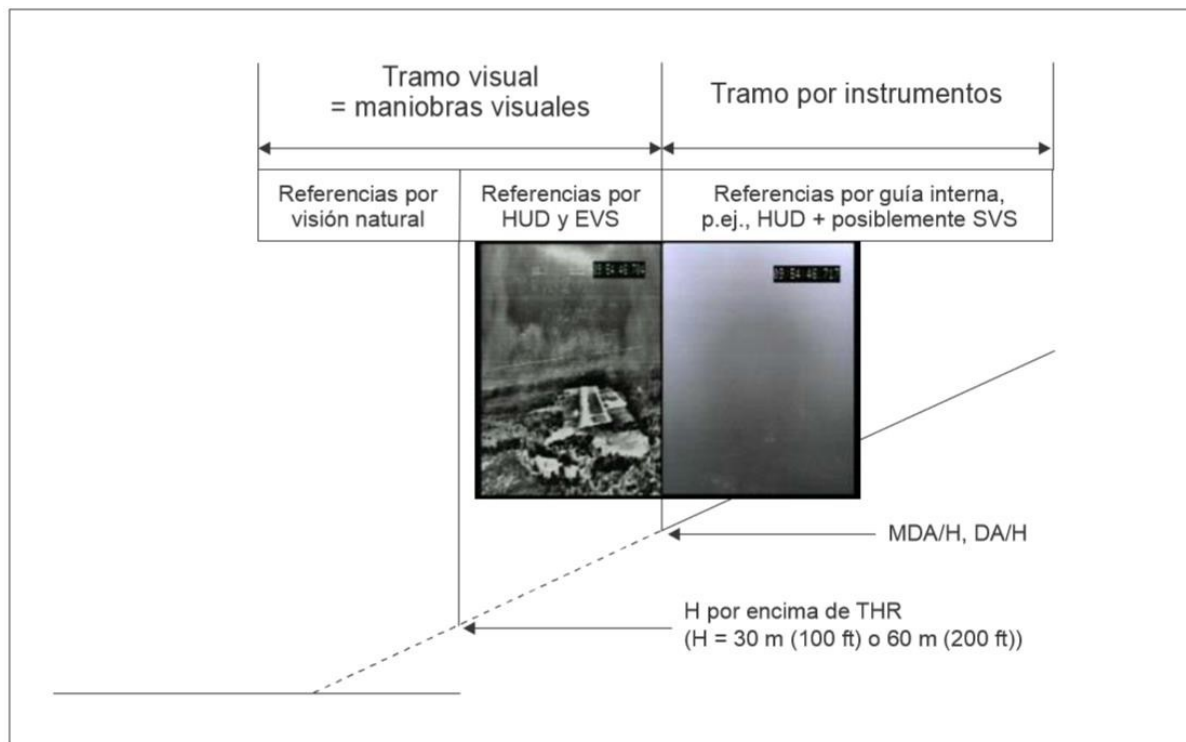 Tramo visual
= maniobras visuales
Tramo por instrumentos
Referencias por
visión natural
Referencias por
HUD y EVS
Referencias por guía interna,
p.ej., HUD + posiblemente SVS
MDA/H, DA/H
H por encima de THR
(H = 30 m (100 ft) o 60 m (200 ft))